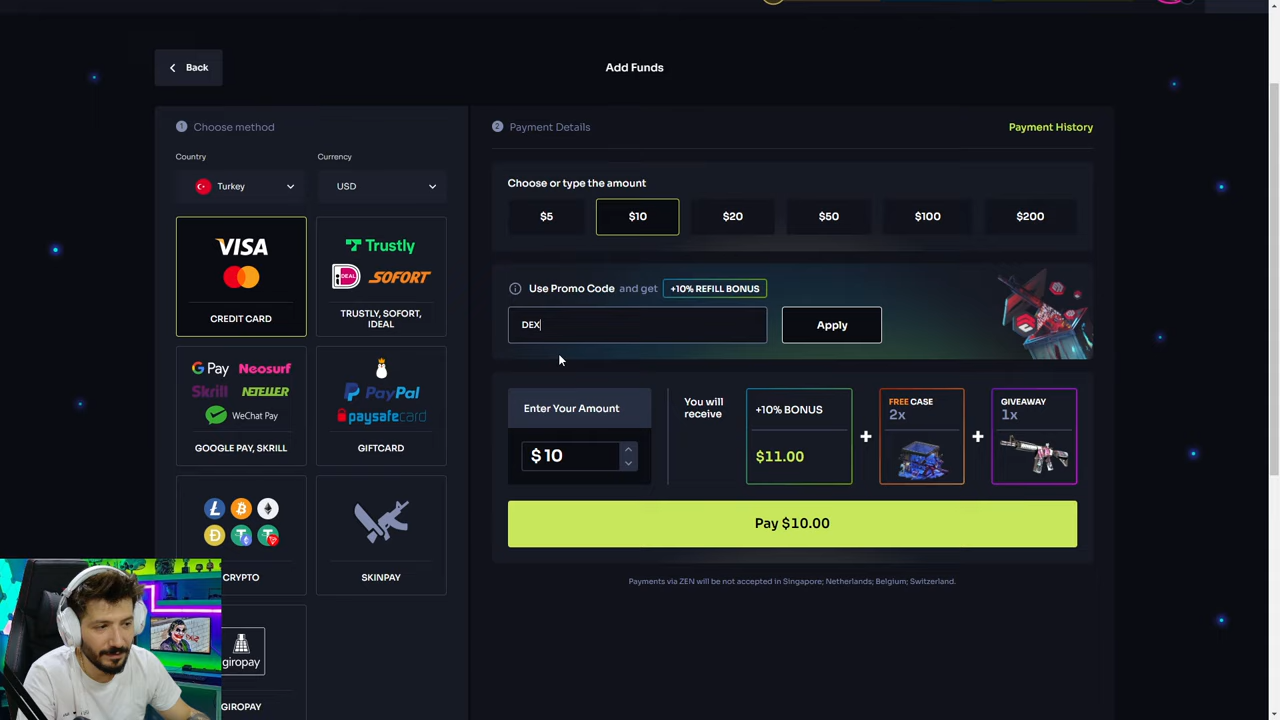 Back
Add Funds
1 Choose method
Country
Currency
Turkey
USD
VISA
CREDIT CARD
Trustly
iDEAL SOFORT
TRUSTLY, SOFORT,
IDEAL
G Pay Neosurf
Skrill NETELLER
WeChat Pay
GOOGLE PAY, SKRILL
PayPal
paysafecard
GIFTCARD
CRYPTO
SKINPAY
giropay
GIROPAY
2 Payment Details
Payment History
Choose or type the amount
$5
$10
$20
$50
$100
$200
Use Promo Code and get +10% REFILL BONUS
DEX
Apply
Enter Your Amount
$ 10
You will
receive
+10% BONUS
$11.00
+
FREE CASE
2x
+
GIVEAWAY
1x
Pay $10.00
Payments via ZEN will be not accepted in Singapore; Netherlands; Belgium; Switzerland.